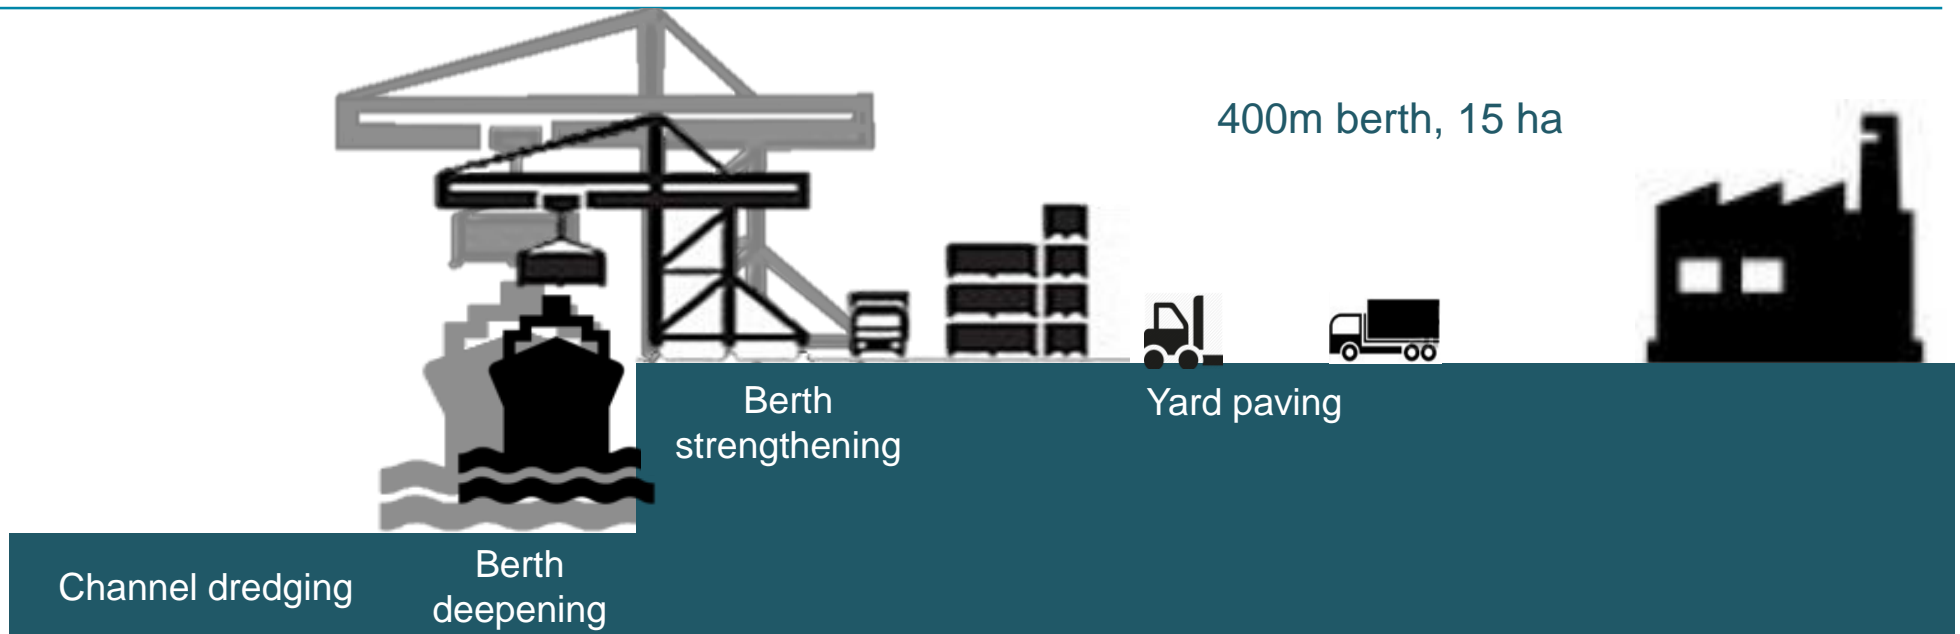 400m berth, 15 ha
Berth
strengthening
Yard paving
Channel dredging
Berth
deepening